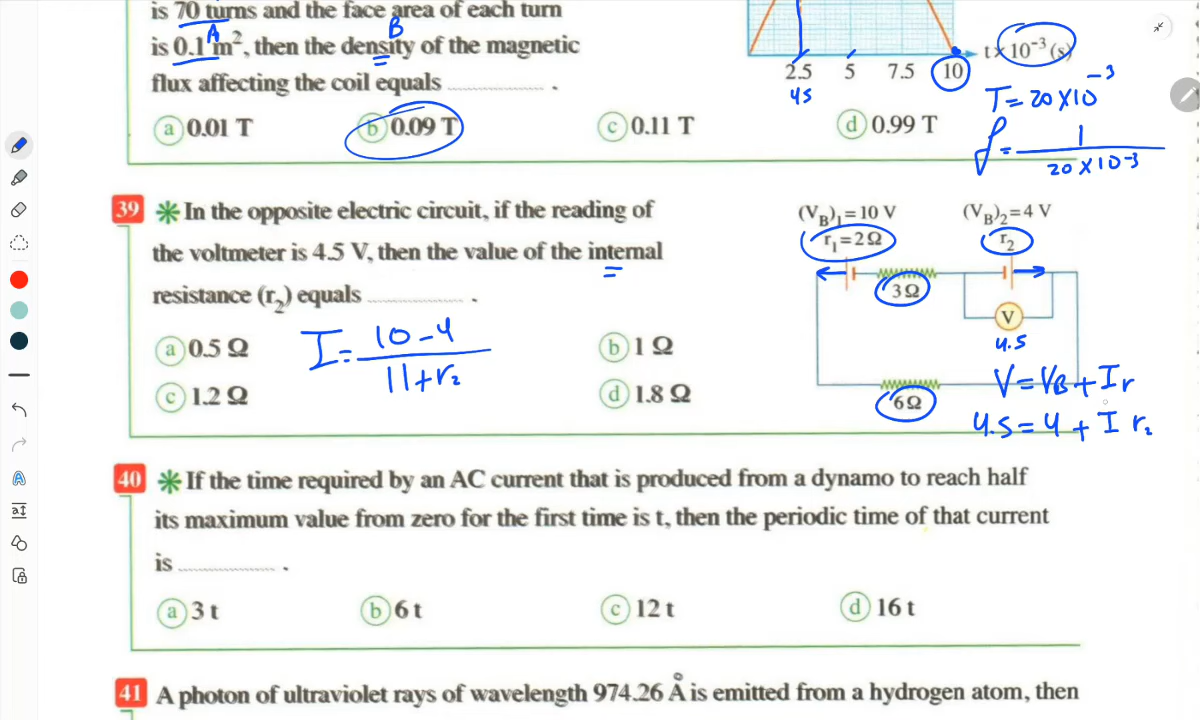 is 70 turns and the face area of each turn
A
B
is 0.1 m², then the density of the magnetic
flux affecting the coil equals .................... .
a 0.01 T
b 0.09 T
c 0.11 T
d 0.99 T
2.5 5 7.5 10
t × 10⁻³ (s)
45
T = 20 × 10⁻³
f = 1 / 20 × 10⁻³
39 ✳ In the opposite electric circuit, if the reading of
the voltmeter is 4.5 V, then the value of the internal
resistance (r₂) equals .................... .
a 0.5 Ω
b 1 Ω
c 1.2 Ω
d 1.8 Ω
I = 10 - 4 / 11 + r₂
(V_B)₁ = 10 V
r₁ = 2 Ω
(V_B)₂ = 4 V
r₂
3 Ω
V
4.5
6 Ω
V = V_B + I r
4.5 = 4 + I r₂
40 ✳ If the time required by an AC current that is produced from a dynamo to reach half
its maximum value from zero for the first time is t, then the periodic time of that current
is .................... .
a 3 t
b 6 t
c 12 t
d 16 t
41 A photon of ultraviolet rays of wavelength 974.26 Å is emitted from a hydrogen atom, then